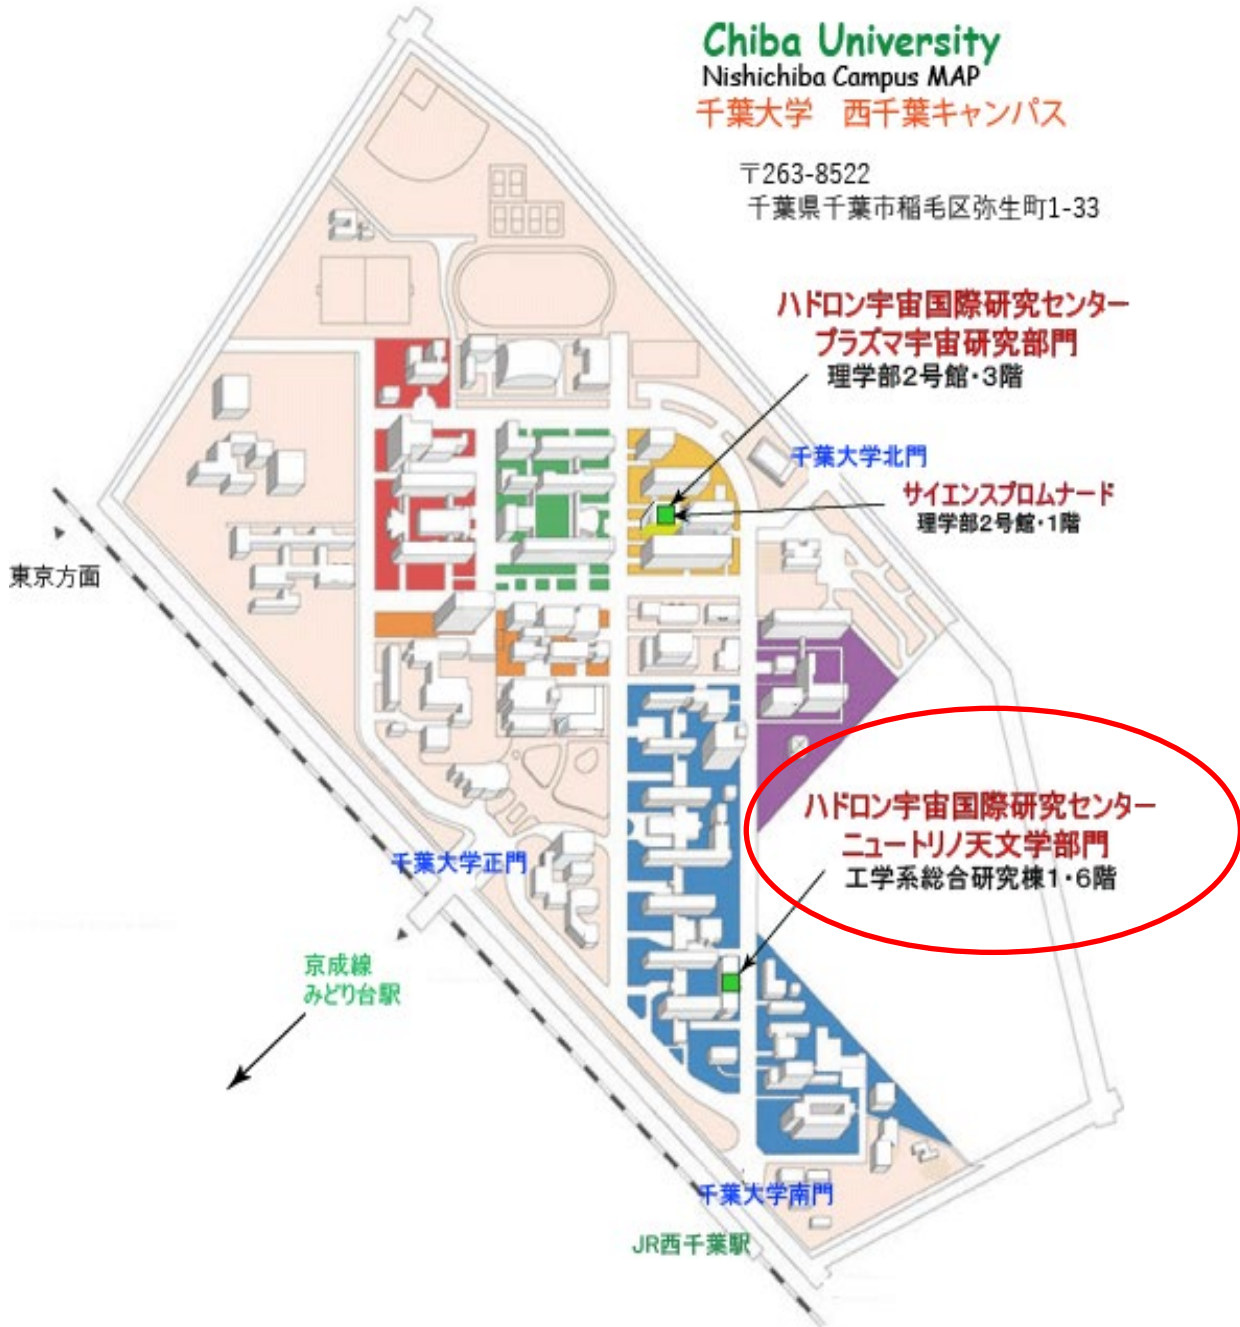 Chiba University
Nishichiba Campus MAP
千葉大学　西千葉キャンパス
〒263-8522
千葉県千葉市稲毛区弥生町1-33
ハドロン宇宙国際研究センター
プラズマ宇宙研究部門
理学部2号館・3階
千葉大学北門
サイエンスプロムナード
理学部2号館・1階
東京方面
ハドロン宇宙国際研究センター
ニュートリノ天文学部門
工学系総合研究棟1・6階
千葉大学正門
京成線
みどり台駅
千葉大学南門
JR西千葉駅